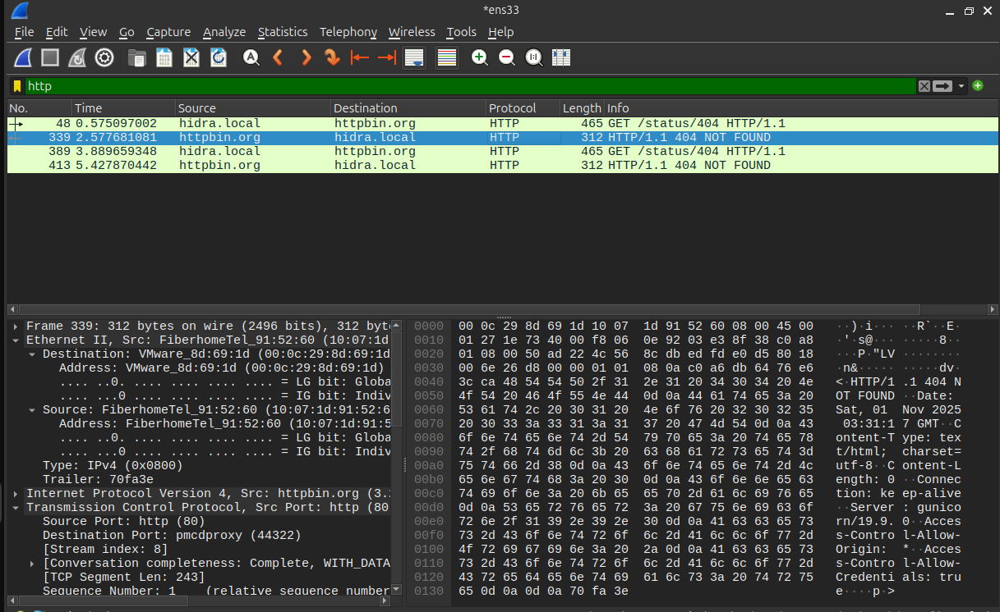 *ens33
File Edit View Go Capture Analyze Statistics Telephony Wireless Tools Help
http
No. Time Source Destination Protocol Length Info
48 0.575097002 hidra.local httpbin.org HTTP 465 GET /status/404 HTTP/1.1
339 2.577681081 httpbin.org hidra.local HTTP 312 HTTP/1.1 404 NOT FOUND
389 3.889659348 hidra.local httpbin.org HTTP 465 GET /status/404 HTTP/1.1
413 5.427870442 httpbin.org hidra.local HTTP 312 HTTP/1.1 404 NOT FOUND
Frame 339: 312 bytes on wire (2496 bits), 312 byt
Ethernet II, Src: FiberhomeTel_91:52:60 (10:07:1d
Destination: VMware_8d:69:1d (00:0c:29:8d:69:1d
Address: VMware_8d:69:1d (00:0c:29:8d:69:1d)
.... ..0. .... .... .... .... = LG bit: Globa
.... ...0 .... .... .... .... = IG bit: Indiv
Source: FiberhomeTel_91:52:60 (10:07:1d:91:52:6
Address: FiberhomeTel_91:52:60 (10:07:1d:91:5
.... ..0. .... .... .... .... = LG bit: Globa
.... ...0 .... .... .... .... = IG bit: Indiv
Type: IPv4 (0x0800)
Trailer: 70fa3e
Internet Protocol Version 4, Src: httpbin.org (3.
Transmission Control Protocol, Src Port: http (80
Source Port: http (80)
Destination Port: pmcdproxy (44322)
[Stream index: 8]
[Conversation completeness: Complete, WITH_DATA
[TCP Segment Len: 243]
Sequence Number: 1 (relative sequence number
0000 00 0c 29 8d 69 1d 10 07 1d 91 52 60 08 00 45 00 ··)·i··· ··R`··E·
0010 01 27 1e 73 40 00 f8 06 0e 92 03 e3 8f 38 c0 a8 ·'·s@··· ·····8··
0020 01 08 00 50 ad 22 4c 56 8c db ed fd e0 d5 80 18 ···P·"LV ········
0030 00 6e 26 d8 00 00 01 01 08 0a c0 a6 db 64 76 e6 ·n&····· ·····dv·
0040 3c ca 48 54 54 50 2f 31 2e 31 20 34 30 34 20 4e <·HTTP/1 .1 404 N
0050 4f 54 20 46 4f 55 4e 44 0d 0a 44 61 74 65 3a 20 OT FOUND ··Date:
0060 53 61 74 2c 20 30 31 20 4e 6f 76 20 32 30 32 35 Sat, 01 Nov 2025
0070 20 30 33 3a 33 31 3a 31 37 20 47 4d 54 0d 0a 43 03:31:1 7 GMT··C
0080 6f 6e 74 65 6e 74 2d 54 79 70 65 3a 20 74 65 78 ontent-T ype: tex
0090 74 2f 68 74 6d 6c 3b 20 63 68 61 72 73 65 74 3d t/html; charset=
00a0 75 74 66 2d 38 0d 0a 43 6f 6e 74 65 6e 74 2d 4c utf-8··C ontent-L
00b0 65 6e 67 74 68 3a 20 30 0d 0a 43 6f 6e 6e 65 63 ength: 0 ··Connec
00c0 74 69 6f 6e 3a 20 6b 65 65 70 2d 61 6c 69 76 65 tion: ke ep-alive
00d0 0d 0a 53 65 72 76 65 72 3a 20 67 75 6e 69 63 6f ··Server : gunico
00e0 72 6e 2f 31 39 2e 39 2e 30 0d 0a 41 63 63 65 73 rn/19.9. 0··Acces
00f0 73 2d 43 6f 6e 74 72 6f 6c 2d 41 6c 6c 6f 77 2d s-Contro l-Allow-
0100 4f 72 69 67 69 6e 3a 20 2a 0d 0a 41 63 63 65 73 Origin: *··Acces
0110 73 2d 43 6f 6e 74 72 6f 6c 2d 41 6c 6c 6f 77 2d s-Contro l-Allow-
0120 43 72 65 64 65 6e 74 69 61 6c 73 3a 20 74 72 75 Credenti als: tru
0130 65 0d 0a 0d 0a 70 fa 3e e····p·>